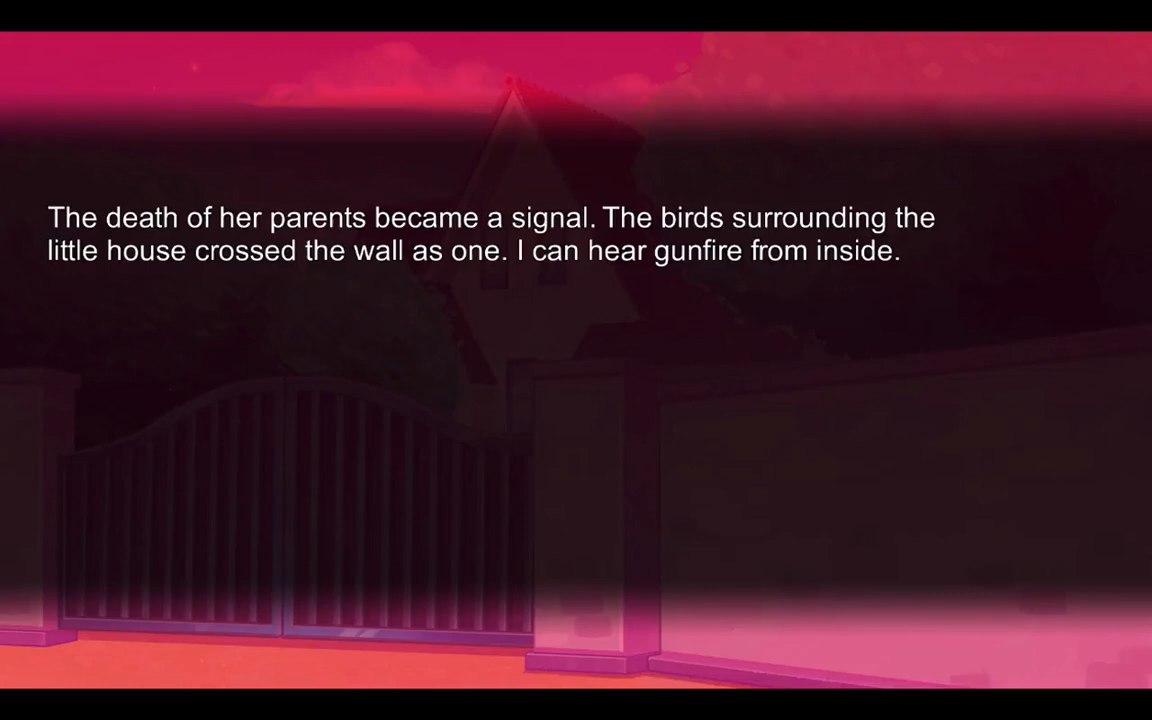 The death of her parents became a signal. The birds surrounding the
little house crossed the wall as one. I can hear gunfire from inside.